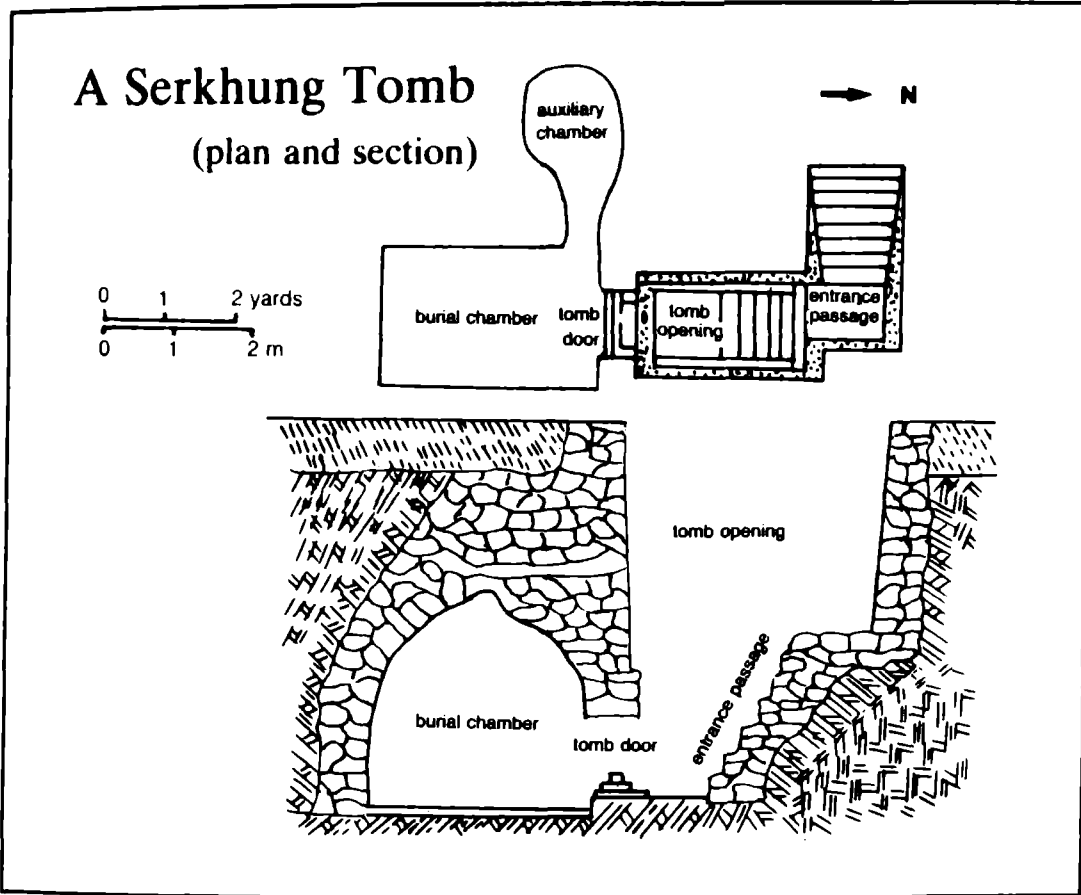 A Serkhung Tomb
(plan and section)
auxiliary
chamber
N
0 1 2 yards
0 1 2 m
burial chamber
tomb
door
tomb
opening
entrance
passage
tomb opening
entrance passage
burial chamber
tomb door